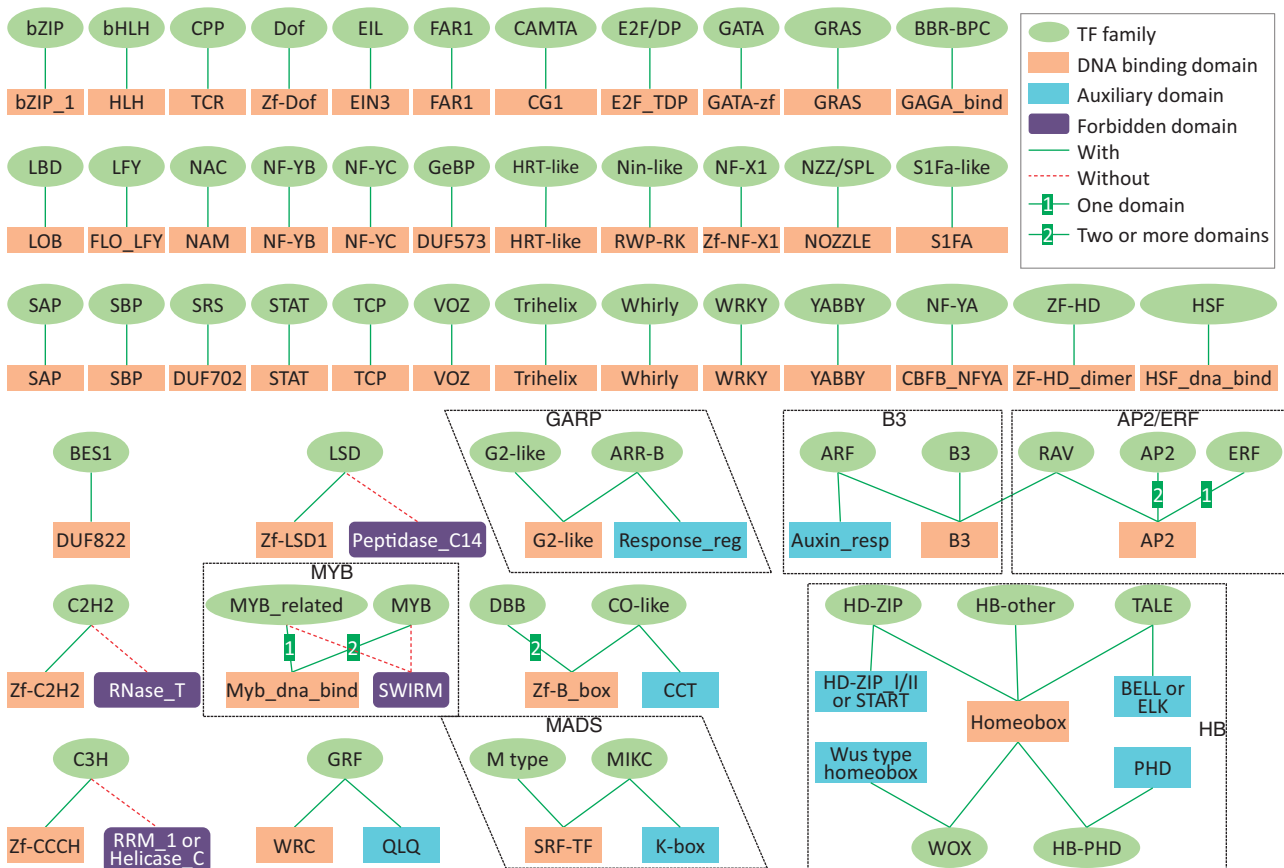 bZIP bHLH CPP Dof EIL FAR1 CAMTA E2F/DP GATA GRAS BBR-BPC
bZIP_1 HLH TCR Zf-Dof EIN3 FAR1 CG1 E2F_TDP GATA-zf GRAS GAGA_bind
TF family
DNA binding domain
Auxiliary domain
Forbidden domain
With
Without
1 One domain
2 Two or more domains
LBD LFY NAC NF-YB NF-YC GeBP HRT-like Nin-like NF-X1 NZZ/SPL S1Fa-like
LOB FLO_LFY NAM NF-YB NF-YC DUF573 HRT-like RWP-RK Zf-NF-X1 NOZZLE S1FA
SAP SBP SRS STAT TCP VOZ Trihelix Whirly WRKY YABBY NF-YA ZF-HD HSF
SAP SBP DUF702 STAT TCP VOZ Trihelix Whirly WRKY YABBY CBFB_NFYA ZF-HD_dimer HSF_dna_bind
GARP B3 AP2/ERF
BES1 LSD G2-like ARR-B ARF B3 RAV AP2 ERF
2 1
DUF822 Zf-LSD1 Peptidase_C14 G2-like Response_reg Auxin_resp B3 AP2
MYB
C2H2 MYB_related MYB DBB CO-like HD-ZIP HB-other TALE
1 2 2
Zf-C2H2 RNase_T Myb_dna_bind SWIRM Zf-B_box CCT
HD-ZIP_I/II
or START
BELL or
ELK
Homeobox
HB
MADS
C3H GRF M type MIKC
Wus type
homeobox
PHD
Zf-CCCH
RRM_1 or
Helicase_C
WRC QLQ SRF-TF K-box WOX HB-PHD